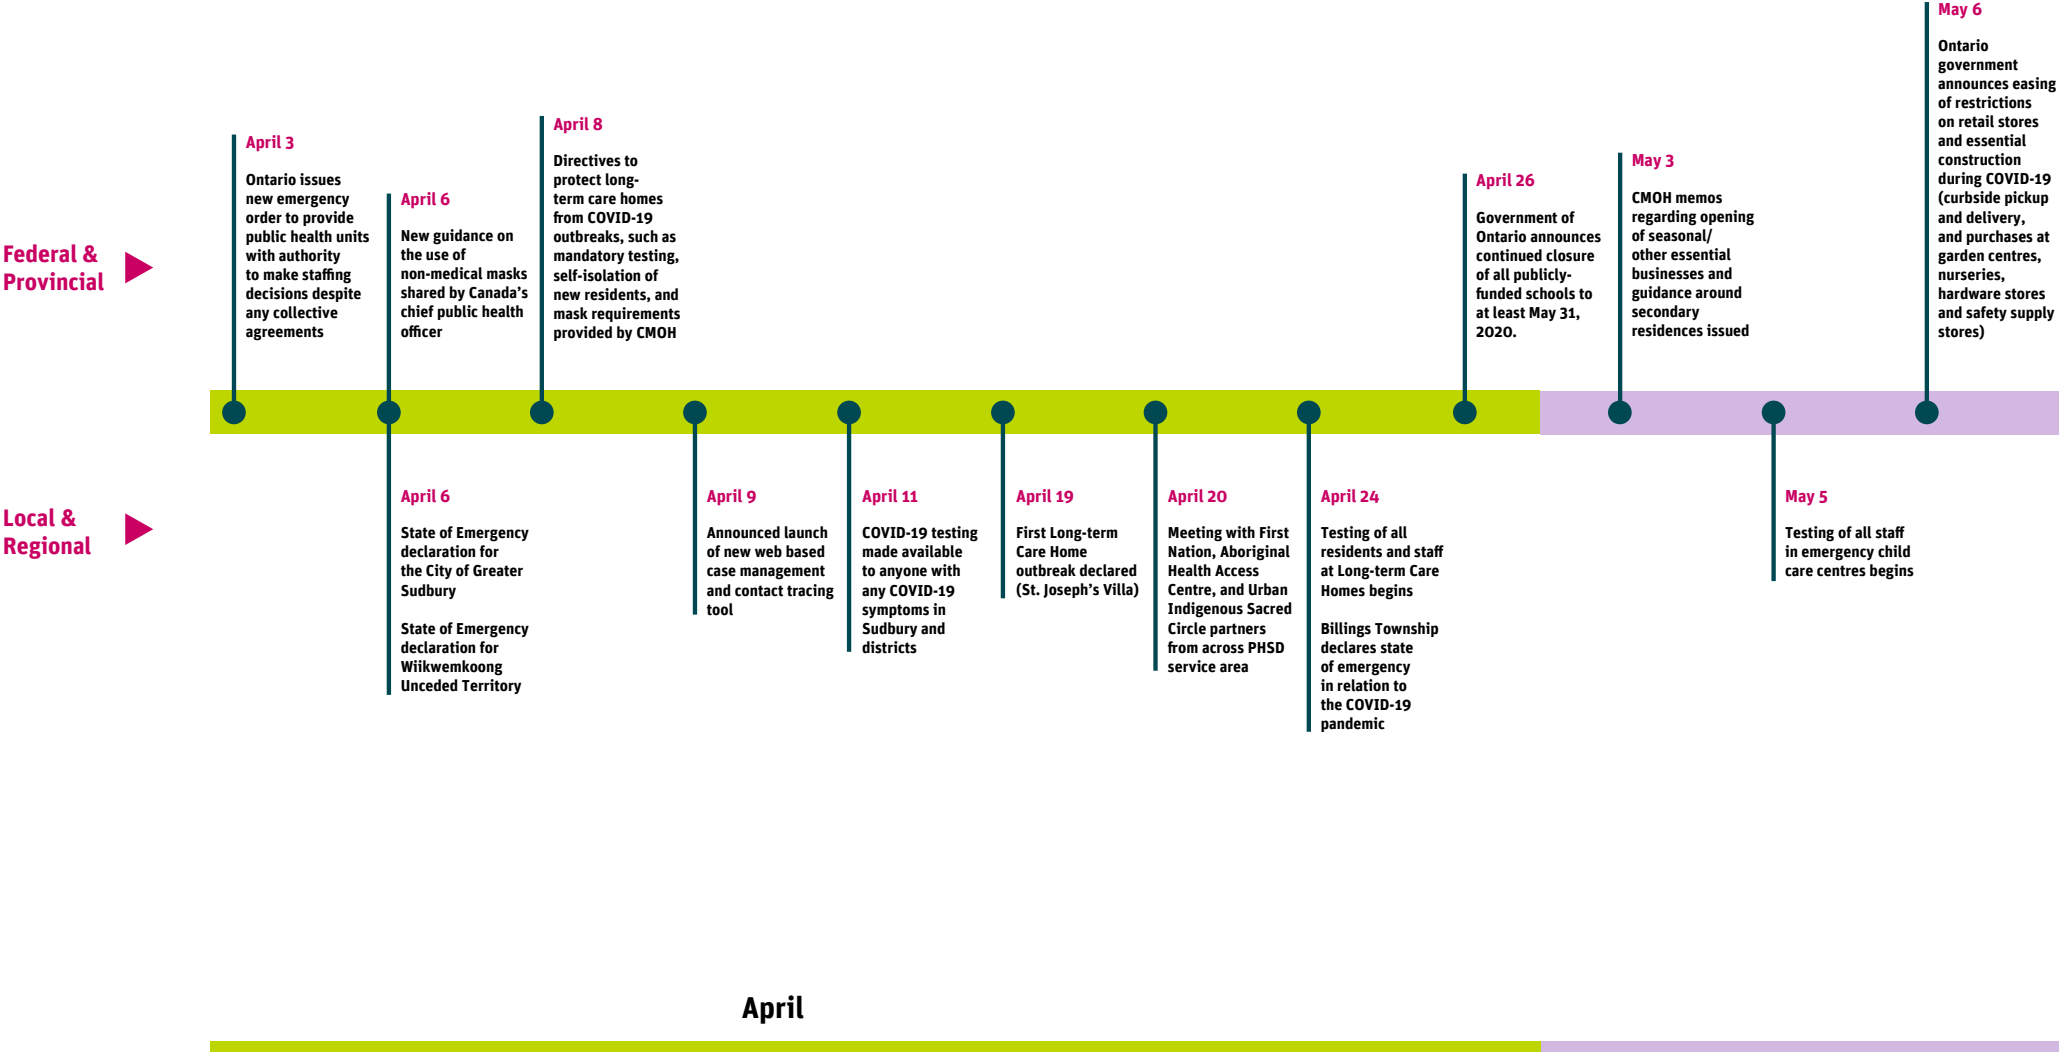 Federal &
Provincial
April 3
Ontario issues
new emergency
order to provide
public health units
with authority
to make staffing
decisions despite
any collective
agreements
April 6
New guidance on
the use of
non-medical masks
shared by Canada's
chief public health
officer
April 8
Directives to
protect long-
term care homes
from COVID-19
outbreaks, such as
mandatory testing,
self-isolation of
new residents, and
mask requirements
provided by CMOH
April 26
Government of
Ontario announces
continued closure
of all publicly-
funded schools to
at least May 31,
2020.
May 3
CMOH memos
regarding opening
of seasonal/
other essential
businesses and
guidance around
secondary
residences issued
May 6
Ontario
government
announces easing
of restrictions
on retail stores
and essential
construction
during COVID-19
(curbside pickup
and delivery,
and purchases at
garden centres,
nurseries,
hardware stores
and safety supply
stores)
Local &
Regional
April 6
State of Emergency
declaration for
the City of Greater
Sudbury
State of Emergency
declaration for
Wiikwemkoong
Unceded Territory
April 9
Announced launch
of new web based
case management
and contact tracing
tool
April 11
COVID-19 testing
made available
to anyone with
any COVID-19
symptoms in
Sudbury and
districts
April 19
First Long-term
Care Home
outbreak declared
(St. Joseph's Villa)
April 20
Meeting with First
Nation, Aboriginal
Health Access
Centre, and Urban
Indigenous Sacred
Circle partners
from across PHSD
service area
April 24
Testing of all
residents and staff
at Long-term Care
Homes begins
Billings Township
declares state
of emergency
in relation to
the COVID-19
pandemic
May 5
Testing of all staff
in emergency child
care centres begins
April